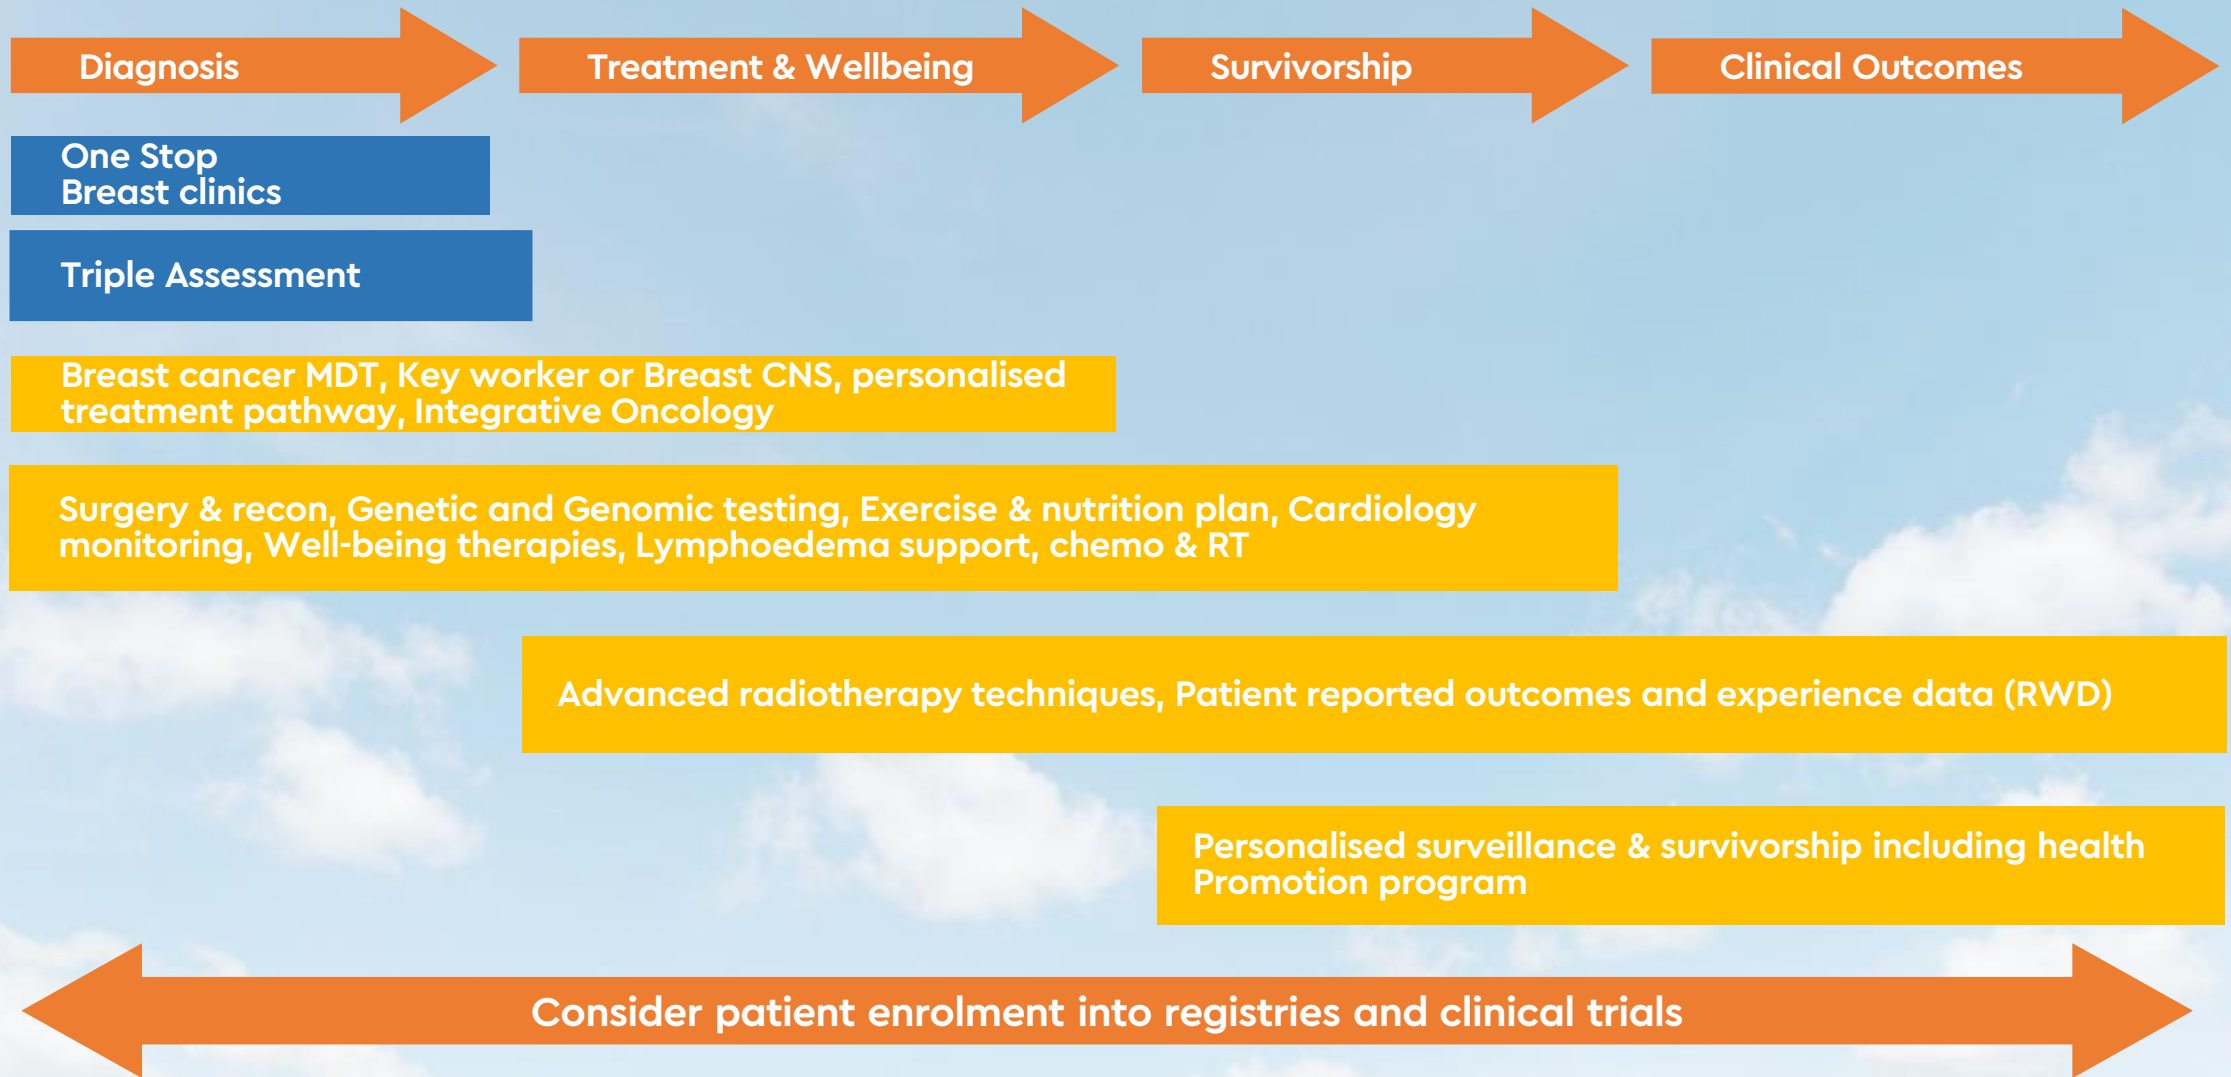 Diagnosis
Treatment & Wellbeing
Survivorship
Clinical Outcomes
One Stop
Breast clinics
Triple Assessment
Breast cancer MDT, Key worker or Breast CNS, personalised
treatment pathway, Integrative Oncology
Surgery & recon, Genetic and Genomic testing, Exercise & nutrition plan, Cardiology
monitoring, Well-being therapies, Lymphoedema support, chemo & RT
Advanced radiotherapy techniques, Patient reported outcomes and experience data (RWD)
Personalised surveillance & survivorship including health
Promotion program
Consider patient enrolment into registries and clinical trials